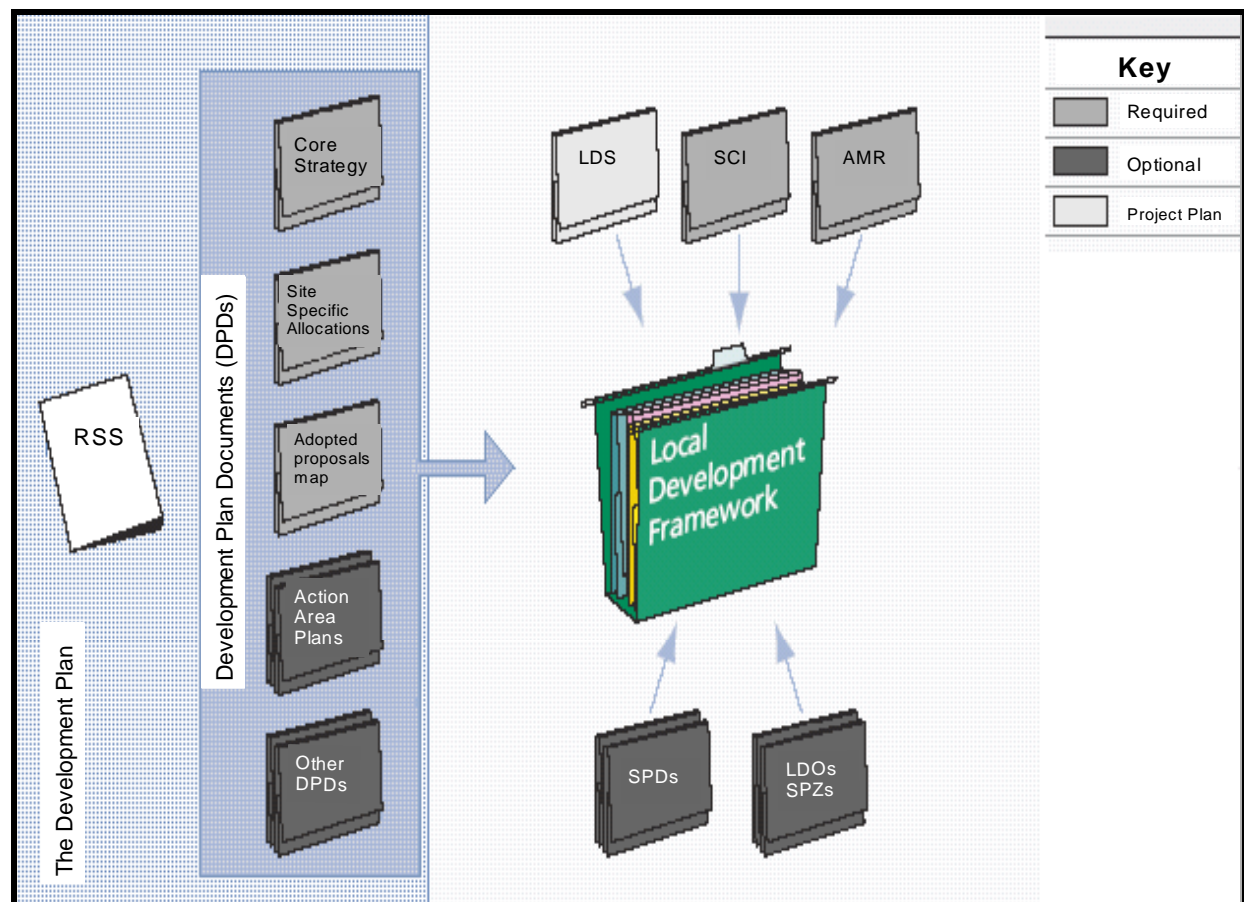 Key
Required
Optional
Project Plan
The Development Plan
RSS
Development Plan Documents (DPDs)
Core
Strategy
Site
Specific
Allocations
Adopted
proposals
map
Action
Area
Plans
Other
DPDs
LDS
SCI
AMR
Local
Development
Framework
SPDs
LDOs
SPZs